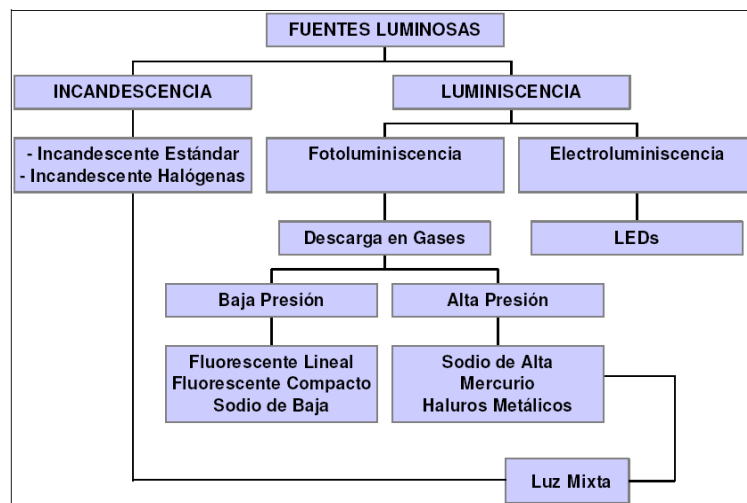 FUENTES LUMINOSAS
INCANDESCENCIA
LUMINISCENCIA
- Incandescente Estándar
- Incandescente Halógenas
Fotoluminiscencia
Electroluminiscencia
Descarga en Gases
LEDs
Baja Presión
Alta Presión
Fluorescente Lineal
Fluorescente Compacto
Sodio de Baja
Sodio de Alta
Mercurio
Haluros Metálicos
Luz Mixta